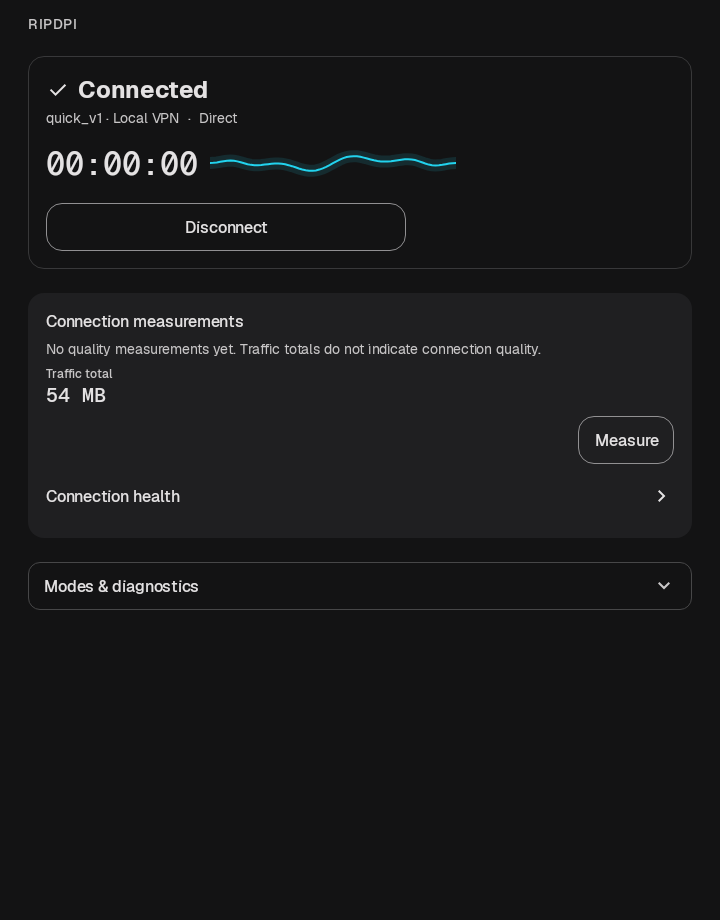 RIPDPI
Connected
quick_v1 · Local VPN · Direct
00:00:00
Disconnect
Connection measurements
No quality measurements yet. Traffic totals do not indicate connection quality.
Traffic total
54 MB
Measure
Connection health
Modes & diagnostics